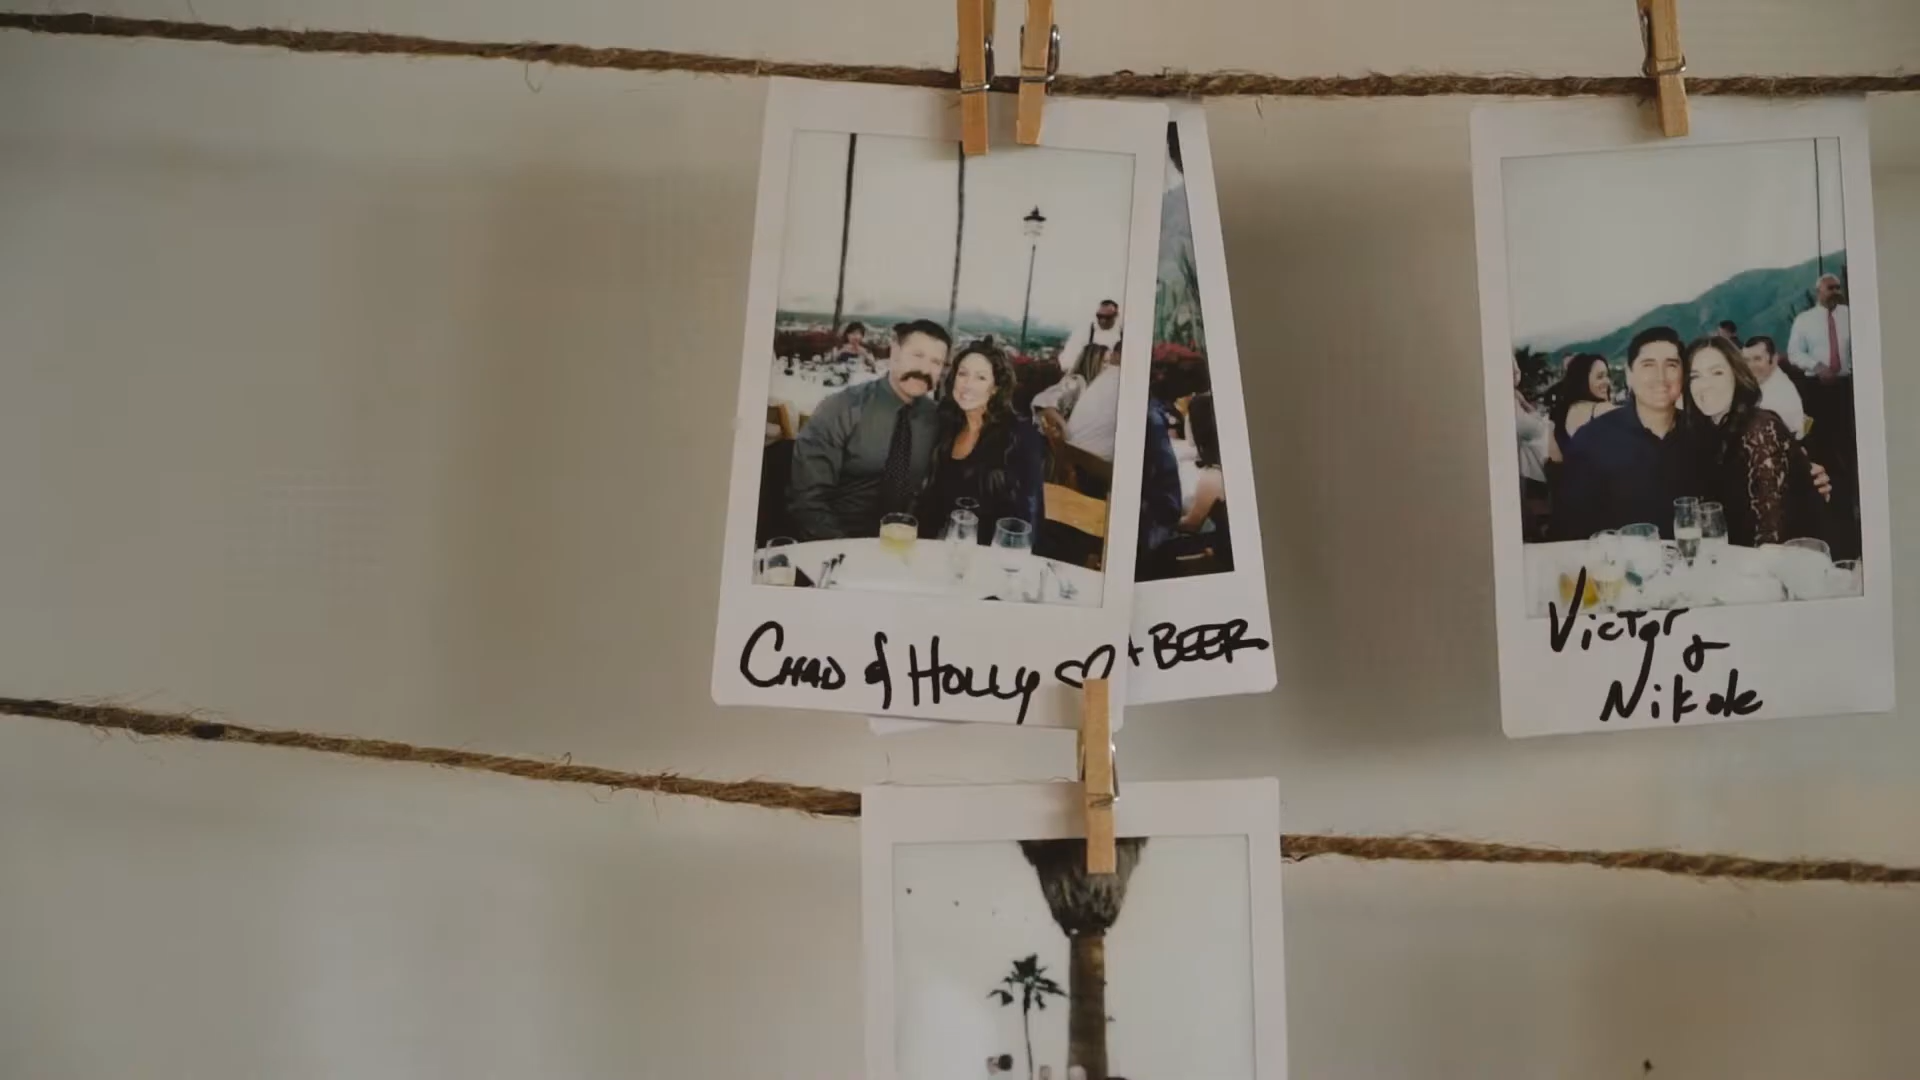 CHAD & HOLLY ♡
+ BEER
Victor
&
Nikole